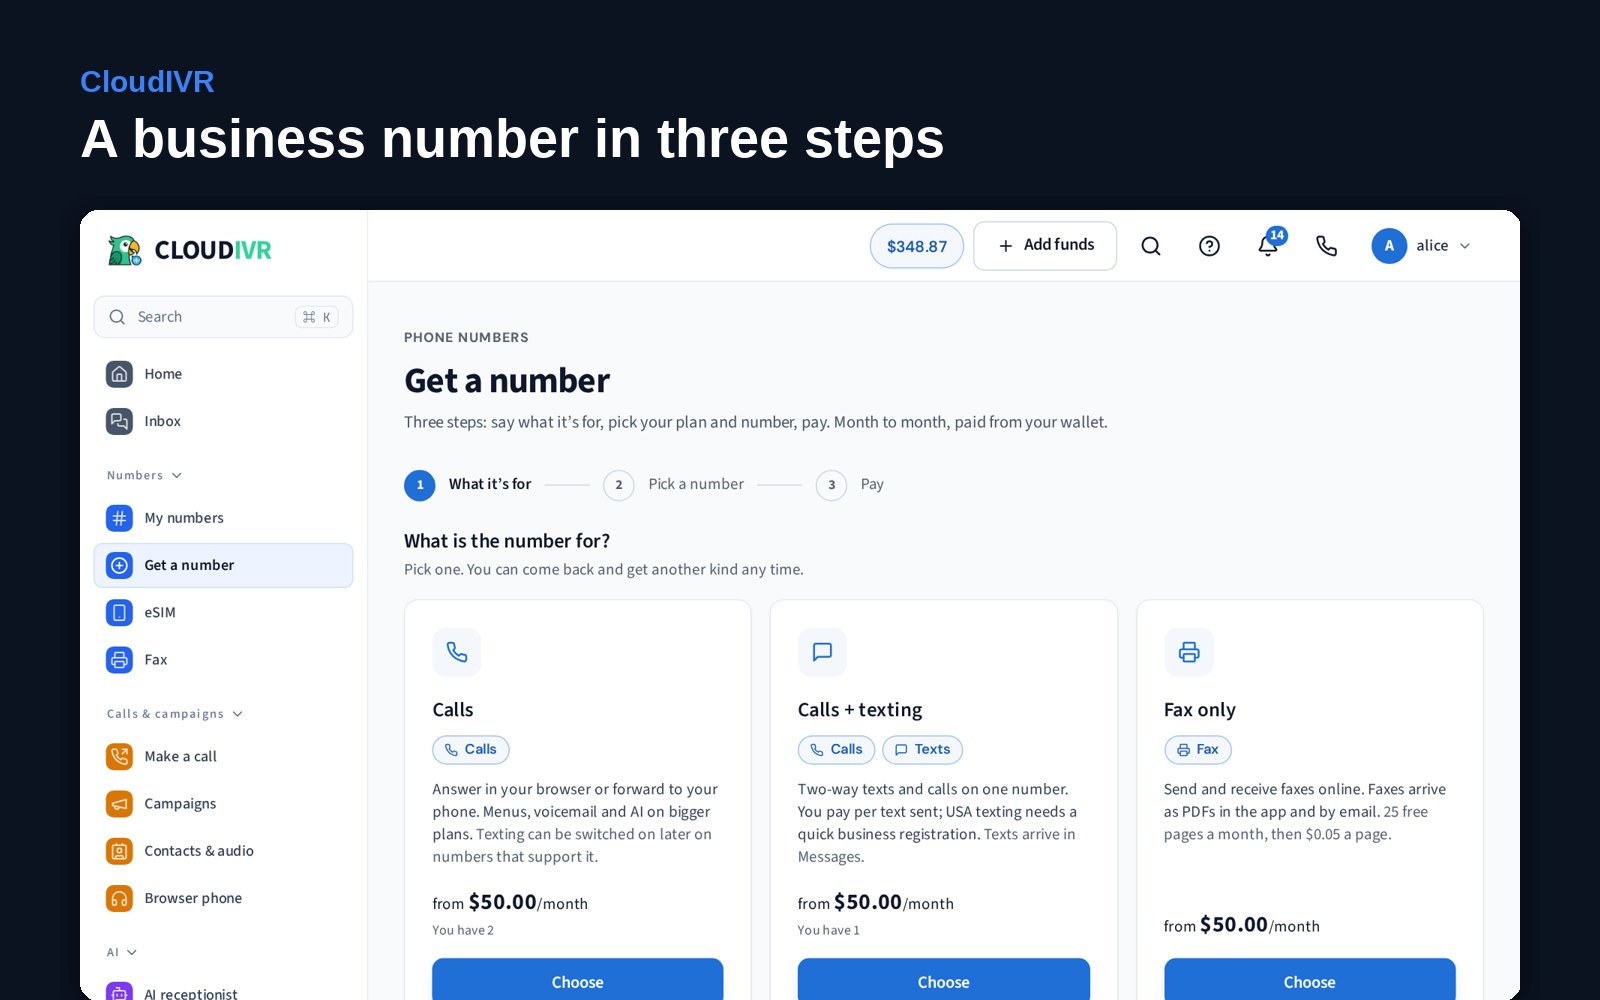 CloudIVR
A business number in three steps
CLOUDIVR
$348.87
+ Add funds
14
A
alice
Search
⌘ K
Home
Inbox
Numbers
My numbers
Get a number
eSIM
Fax
Calls & campaigns
Make a call
Campaigns
Contacts & audio
Browser phone
AI
AI receptionist
PHONE NUMBERS
Get a number
Three steps: say what it’s for, pick your plan and number, pay. Month to month, paid from your wallet.
1 What it’s for 2 Pick a number 3 Pay
What is the number for?
Pick one. You can come back and get another kind any time.
Calls
Calls
Answer in your browser or forward to your
phone. Menus, voicemail and AI on bigger
plans. Texting can be switched on later on
numbers that support it.
from $50.00/month
You have 2
Choose
Calls + texting
Calls Texts
Two-way texts and calls on one number.
You pay per text sent; USA texting needs a
quick business registration. Texts arrive in
Messages.
from $50.00/month
You have 1
Choose
Fax only
Fax
Send and receive faxes online. Faxes arrive
as PDFs in the app and by email. 25 free
pages a month, then $0.05 a page.
from $50.00/month
Choose